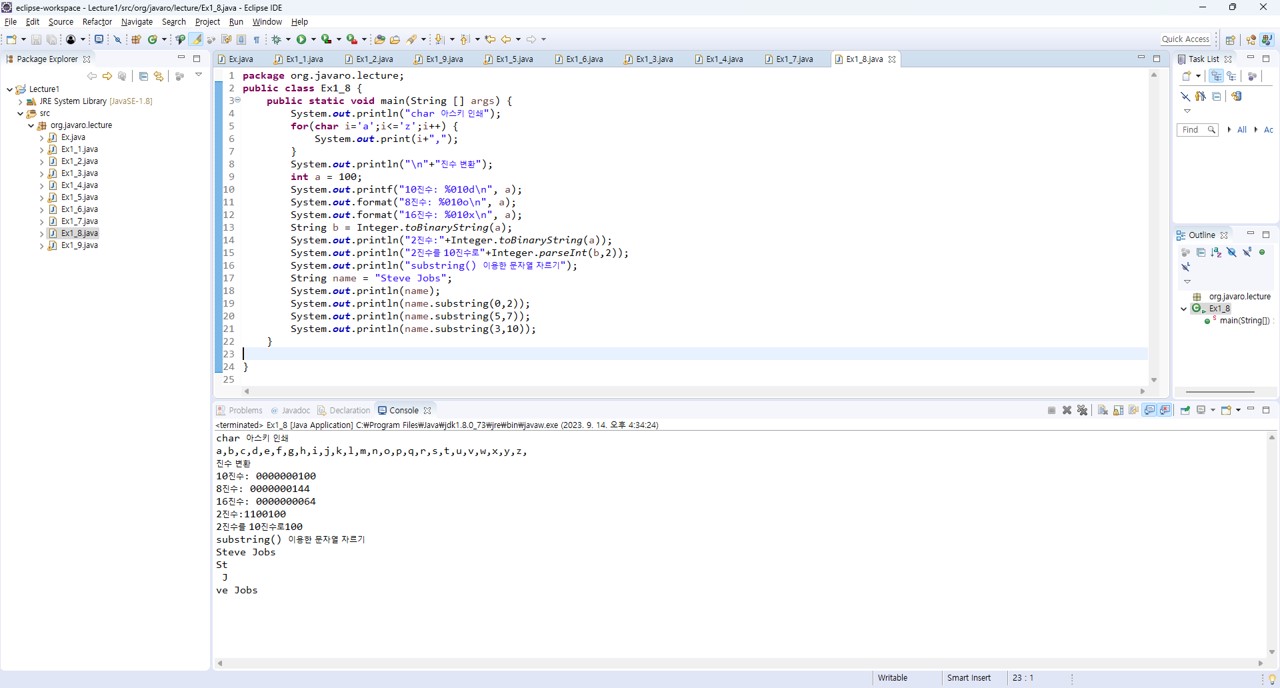 eclipse-workspace - Lecture1/src/org/javaro/lecture/Ex1_8.java - Eclipse IDE
File Edit Source Refactor Navigate Search Project Run Window Help
Quick Access
Package Explorer
Lecture1
JRE System Library [JavaSE-1.8]
src
org.javaro.lecture
Ex.java
Ex1_1.java
Ex1_2.java
Ex1_3.java
Ex1_4.java
Ex1_5.java
Ex1_6.java
Ex1_7.java
Ex1_8.java
Ex1_9.java
Ex.java Ex1_1.java Ex1_2.java Ex1_9.java Ex1_5.java Ex1_6.java Ex1_3.java Ex1_4.java Ex1_7.java Ex1_8.java
1 package org.javaro.lecture;
2 public class Ex1_8 {
3 public static void main(String [] args) {
4 System.out.println("char 아스키 인쇄");
5 for(char i='a';i<='z';i++) {
6 System.out.print(i+",");
7 }
8 System.out.println("\n"+"진수 변환");
9 int a = 100;
10 System.out.printf("10진수: %010d\n", a);
11 System.out.format("8진수: %010o\n", a);
12 System.out.format("16진수: %010x\n", a);
13 String b = Integer.toBinaryString(a);
14 System.out.println("2진수:"+Integer.toBinaryString(a));
15 System.out.println("2진수를 10진수로"+Integer.parseInt(b,2));
16 System.out.println("substring() 이용한 문자열 자르기");
17 String name = "Steve Jobs";
18 System.out.println(name);
19 System.out.println(name.substring(0,2));
20 System.out.println(name.substring(5,7));
21 System.out.println(name.substring(3,10));
22 }
23
24 }
25
Task List
Find All Ac
Outline
org.javaro.lecture
Ex1_8
main(String[]) :
Problems Javadoc Declaration Console
<terminated> Ex1_8 [Java Application] C:₩Program Files₩Java₩jdk1.8.0_73₩jre₩bin₩javaw.exe (2023. 9. 14. 오후 4:34:24)
char 아스키 인쇄
a,b,c,d,e,f,g,h,i,j,k,l,m,n,o,p,q,r,s,t,u,v,w,x,y,z,
진수 변환
10진수: 0000000100
8진수: 0000000144
16진수: 0000000064
2진수:1100100
2진수를 10진수로100
substring() 이용한 문자열 자르기
Steve Jobs
St
J
ve Jobs
Writable Smart Insert 23 : 1